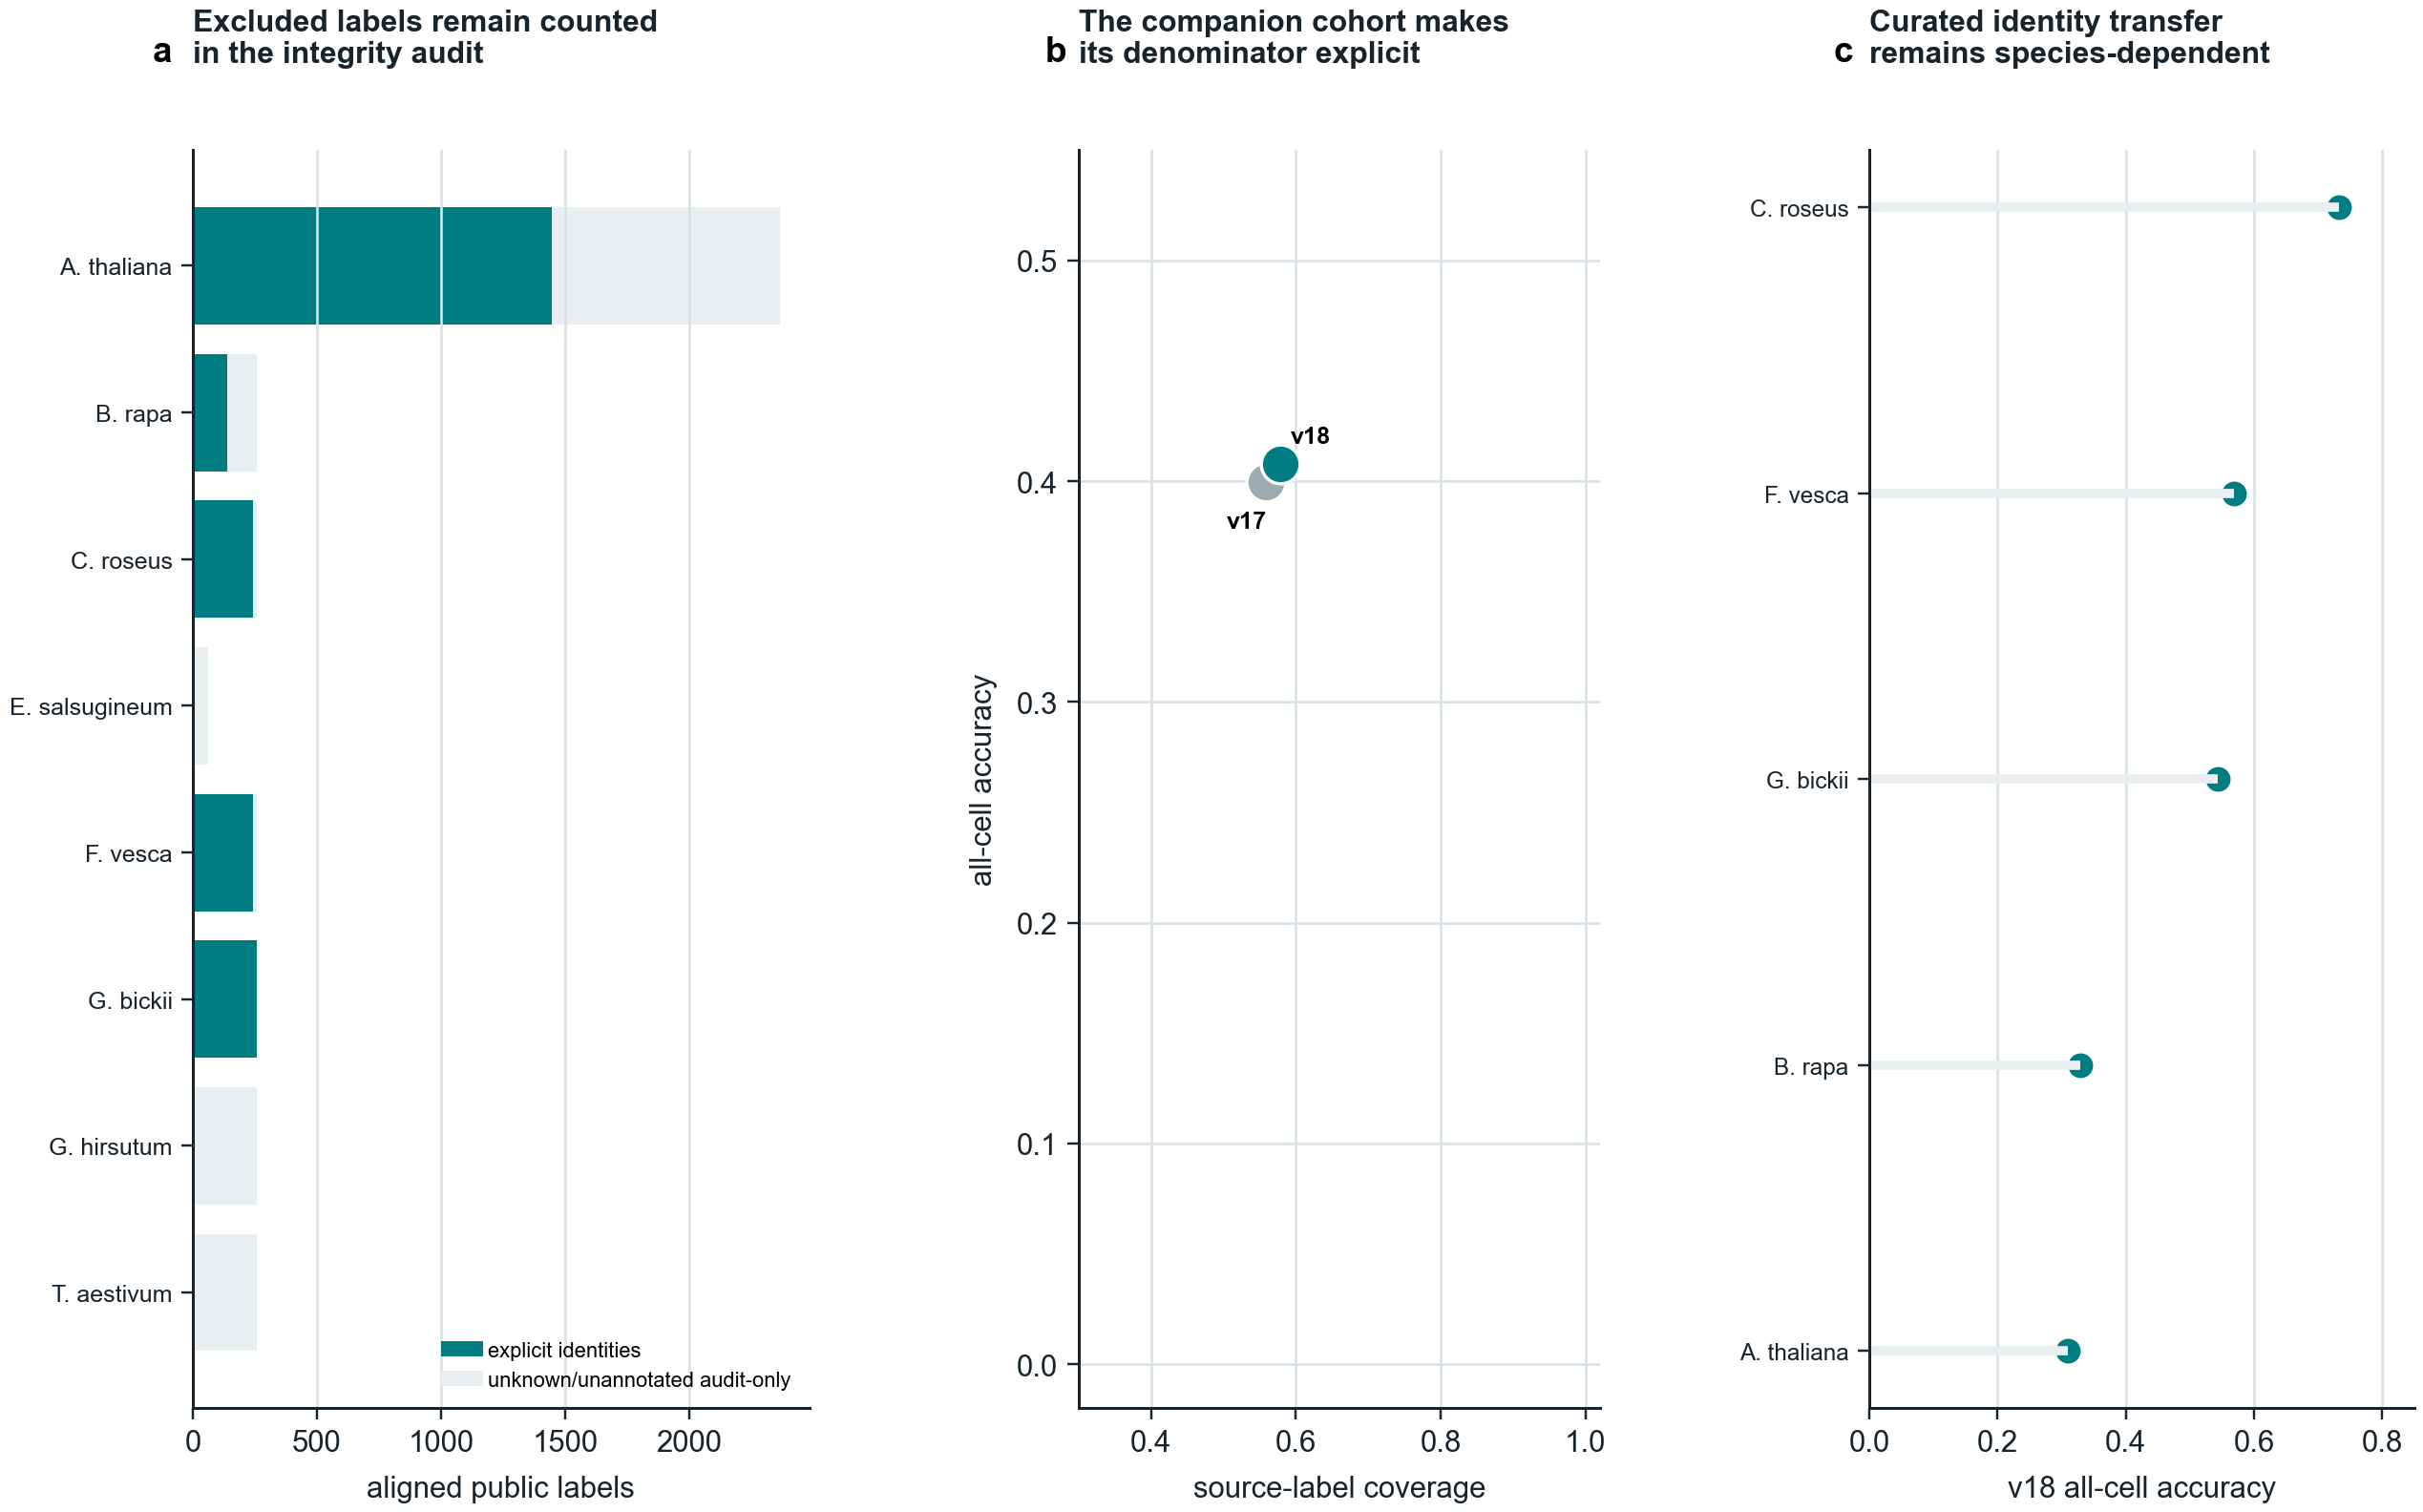 a
Excluded labels remain counted
in the integrity audit
A. thaliana
B. rapa
C. roseus
E. salsugineum
F. vesca
G. bickii
G. hirsutum
T. aestivum
explicit identities
unknown/unannotated audit-only
0 500 1000 1500 2000
aligned public labels
b
The companion cohort makes
its denominator explicit
all-cell accuracy
0.5
0.4
0.3
0.2
0.1
0.0
v18
v17
0.4 0.6 0.8 1.0
source-label coverage
c
Curated identity transfer
remains species-dependent
C. roseus
F. vesca
G. bickii
B. rapa
A. thaliana
0.0 0.2 0.4 0.6 0.8
v18 all-cell accuracy